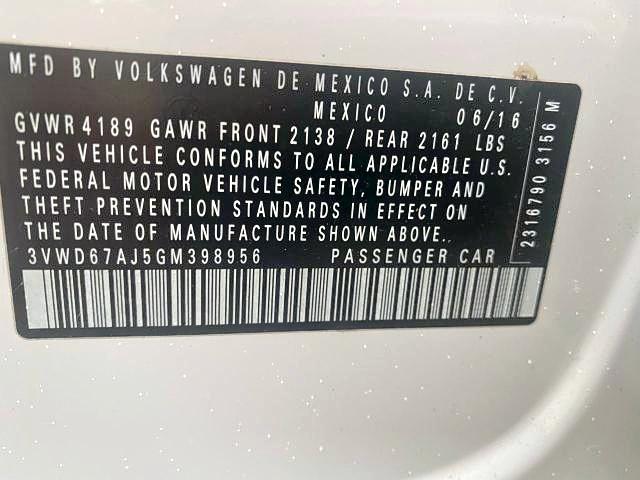 MFD BY VOLKSWAGEN DE MEXICO S.A. DE C.V.
MEXICO 06/16
GVWR 4189 GAWR FRONT 2138 / REAR 2161 LBS
THIS VEHICLE CONFORMS TO ALL APPLICABLE U.S.
FEDERAL MOTOR VEHICLE SAFETY, BUMPER AND
THEFT PREVENTION STANDARDS IN EFFECT ON
THE DATE OF MANUFACTURE SHOWN ABOVE..
3VWD67AJ5GM398956 PASSENGER CAR
2316790 3156 M